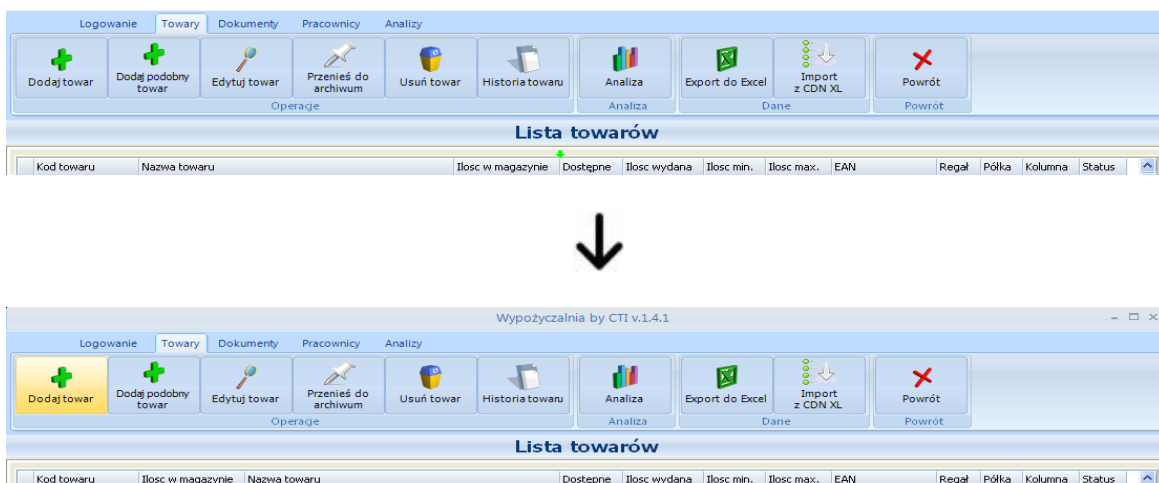 Logowanie Towary Dokumenty Pracownicy Analizy
Dodaj towar Dodaj podobny towar Edytuj towar Przenieś do archiwum Usuń towar Historia towaru Analiza Export do Excel Import z CDN XL Powrót
Operacje Analiza Dane Powrót
Lista towarów
Kod towaru Nazwa towaru Ilosc w magazynie Dostępne Ilosc wydana Ilosc min. Ilosc max. EAN Regał Półka Kolumna Status
Wypożyczalnia by CTI v.1.4.1
Logowanie Towary Dokumenty Pracownicy Analizy
Dodaj towar Dodaj podobny towar Edytuj towar Przenieś do archiwum Usuń towar Historia towaru Analiza Export do Excel Import z CDN XL Powrót
Operacje Analiza Dane Powrót
Lista towarów
Kod towaru Ilosc w magazynie Nazwa towaru Dostępne Ilosc wydana Ilosc min. Ilosc max. EAN Regał Półka Kolumna Status